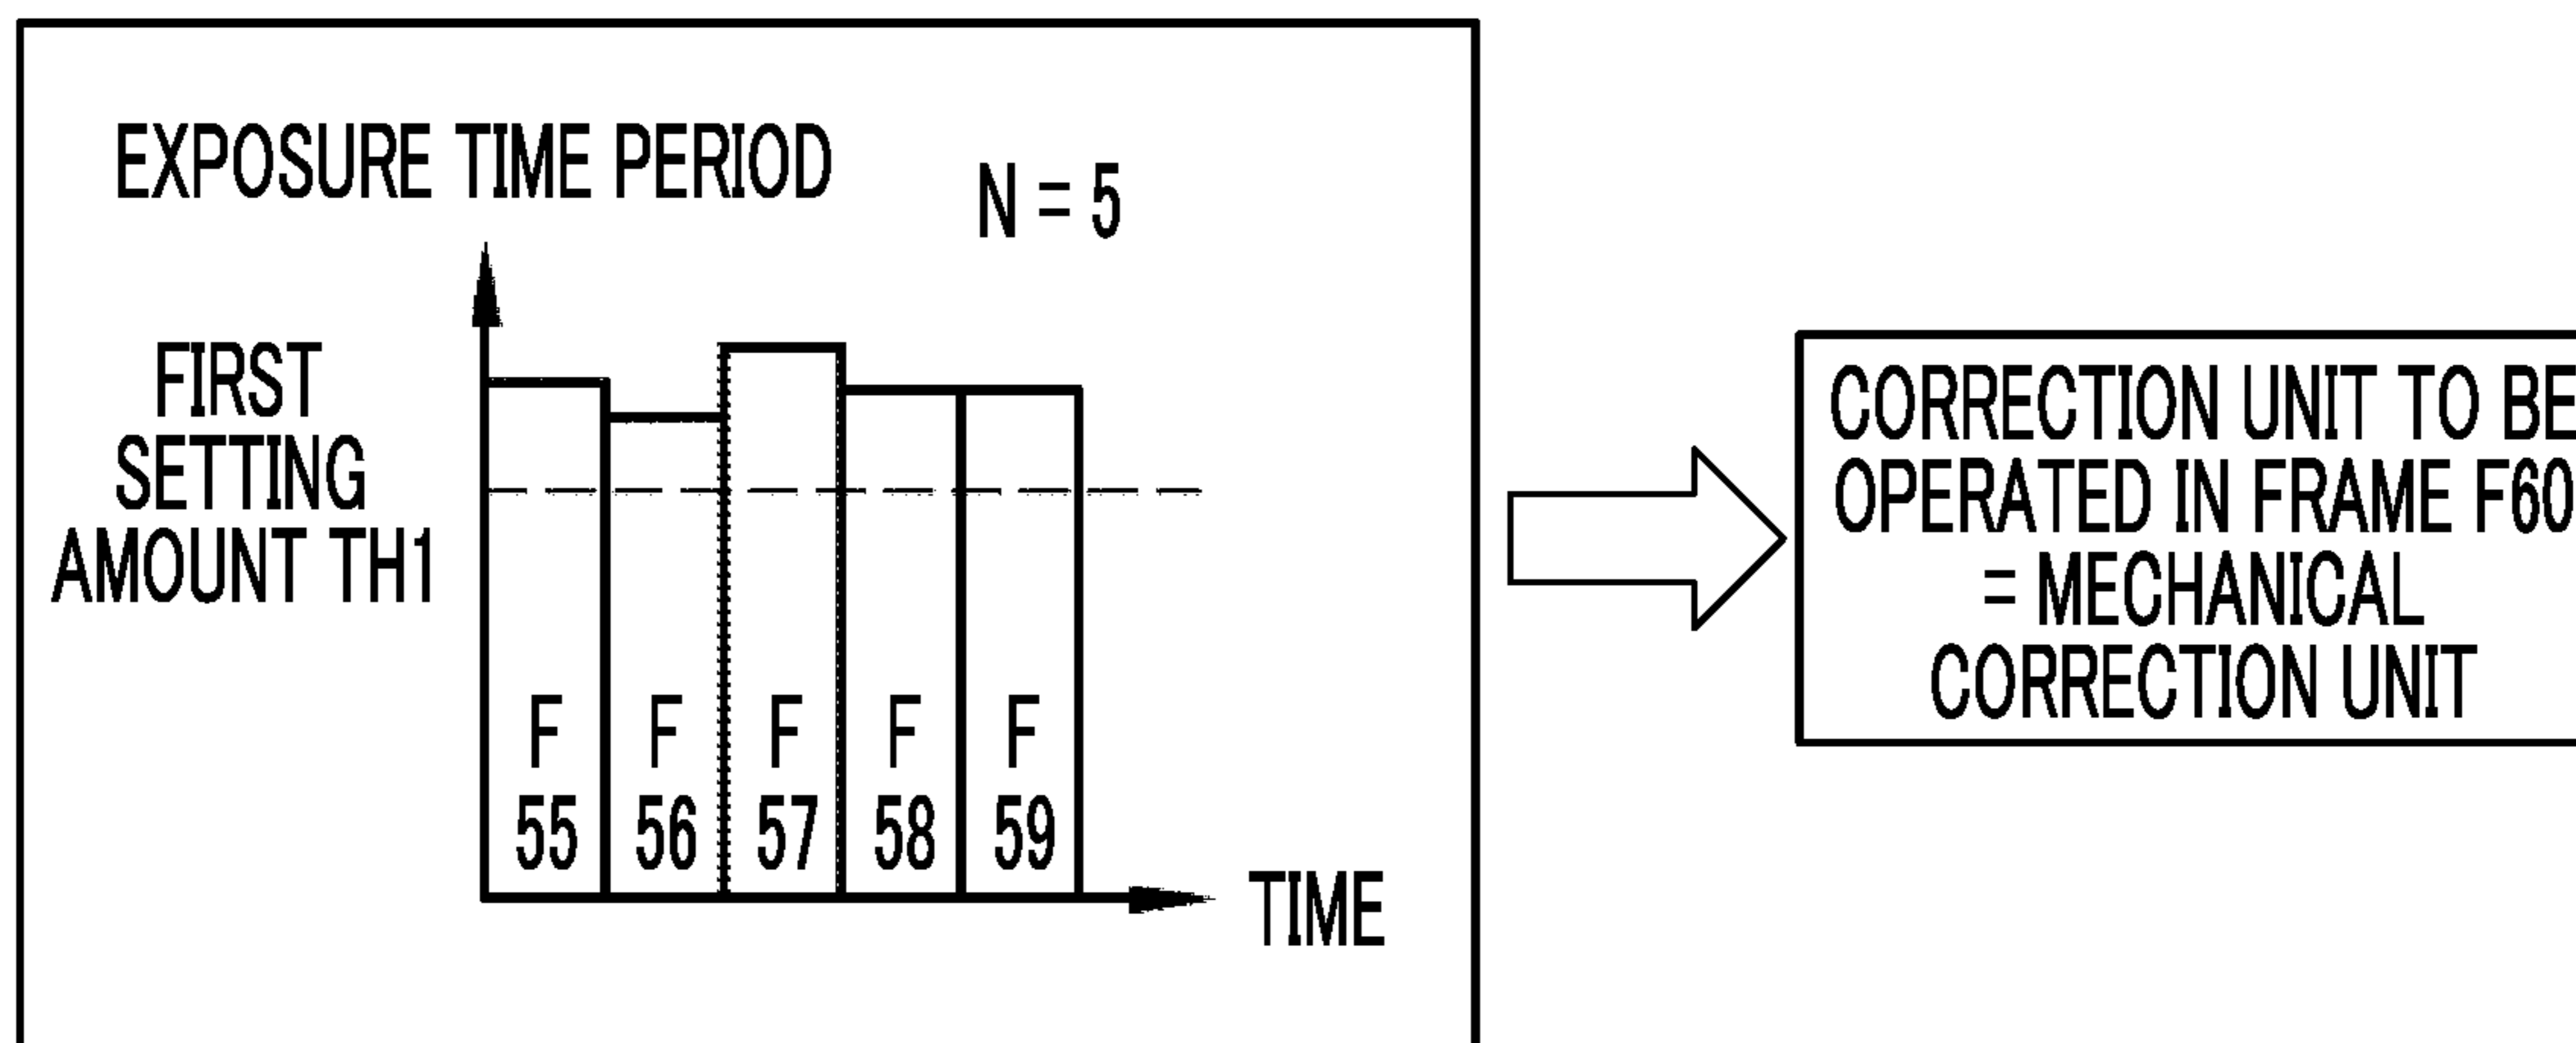 EXPOSURE TIME PERIOD
N = 5
FIRST
SETTING
AMOUNT TH1
F F F F F
55 56 57 58 59
TIME
CORRECTION UNIT TO BE
OPERATED IN FRAME F60
= MECHANICAL
CORRECTION UNIT